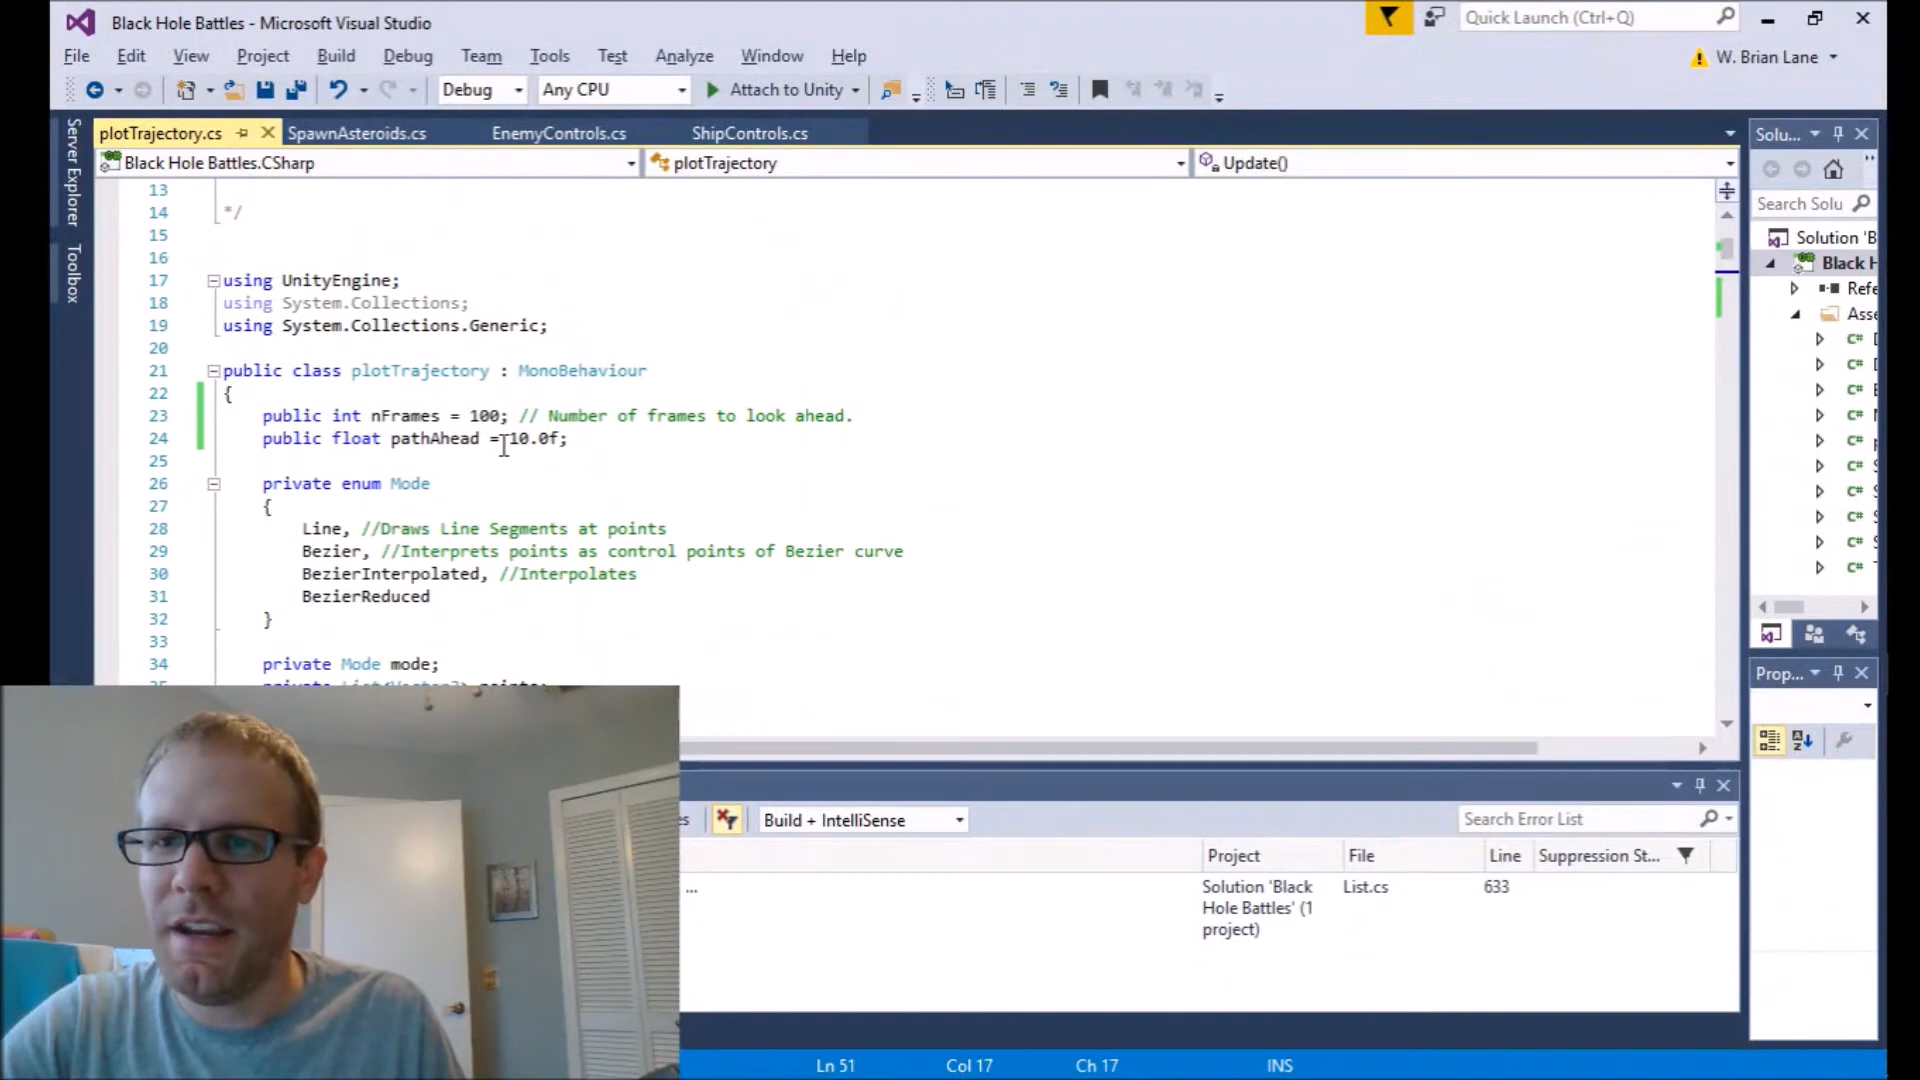 Black Hole Battles - Microsoft Visual Studio
Quick Launch (Ctrl+Q)
File Edit View Project Build Debug Team Tools Test Analyze Window Help
W. Brian Lane
Debug Any CPU Attach to Unity
Server Explorer
Toolbox
plotTrajectory.cs SpawnAsteroids.cs EnemyControls.cs ShipControls.cs
Black Hole Battles.CSharp plotTrajectory Update()
13
14 */
15
16
17 using UnityEngine;
18 using System.Collections;
19 using System.Collections.Generic;
20
21 public class plotTrajectory : MonoBehaviour
22 {
23 public int nFrames = 100; // Number of frames to look ahead.
24 public float pathAhead = 10.0f;
25
26 private enum Mode
27 {
28 Line, //Draws Line Segments at points
29 Bezier, //Interprets points as control points of Bezier curve
30 BezierInterpolated, //Interpolates
31 BezierReduced
32 }
33
34 private Mode mode;
Solu...
Search Solu
Solution 'B
Black H
Refe
Asse
C#
C#
C#
C#
C#
C#
C#
C#
C#
C#
Prop...
Build + IntelliSense
Search Error List
Project File Line Suppression St...
... Solution 'Black Hole Battles' (1 project) List.cs 633
Ln 51 Col 17 Ch 17 INS